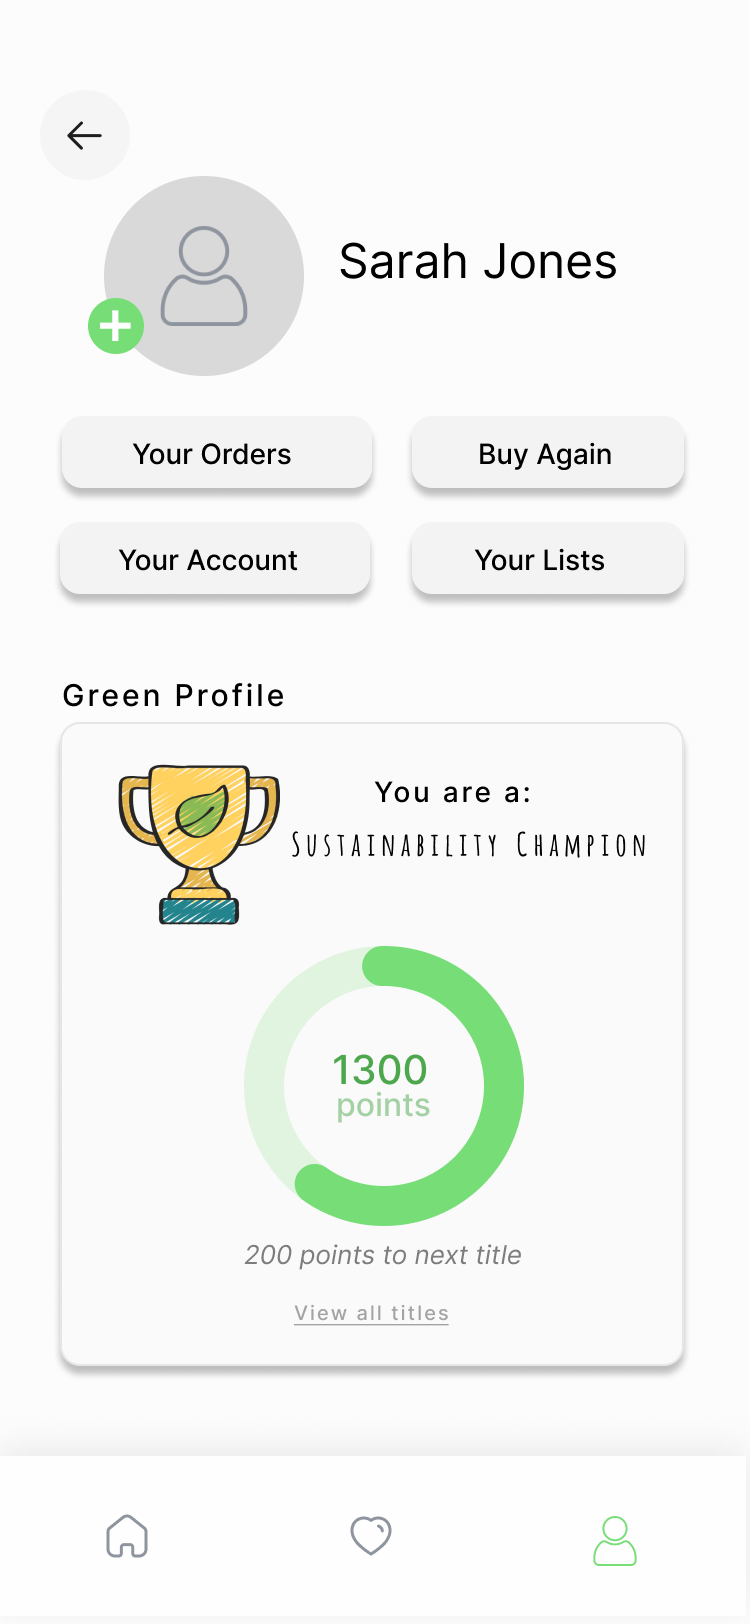 Sarah Jones
Your Orders
Buy Again
Your Account
Your Lists
Green Profile
You are a:
Sustainability Champion
1300
points
200 points to next title
View all titles